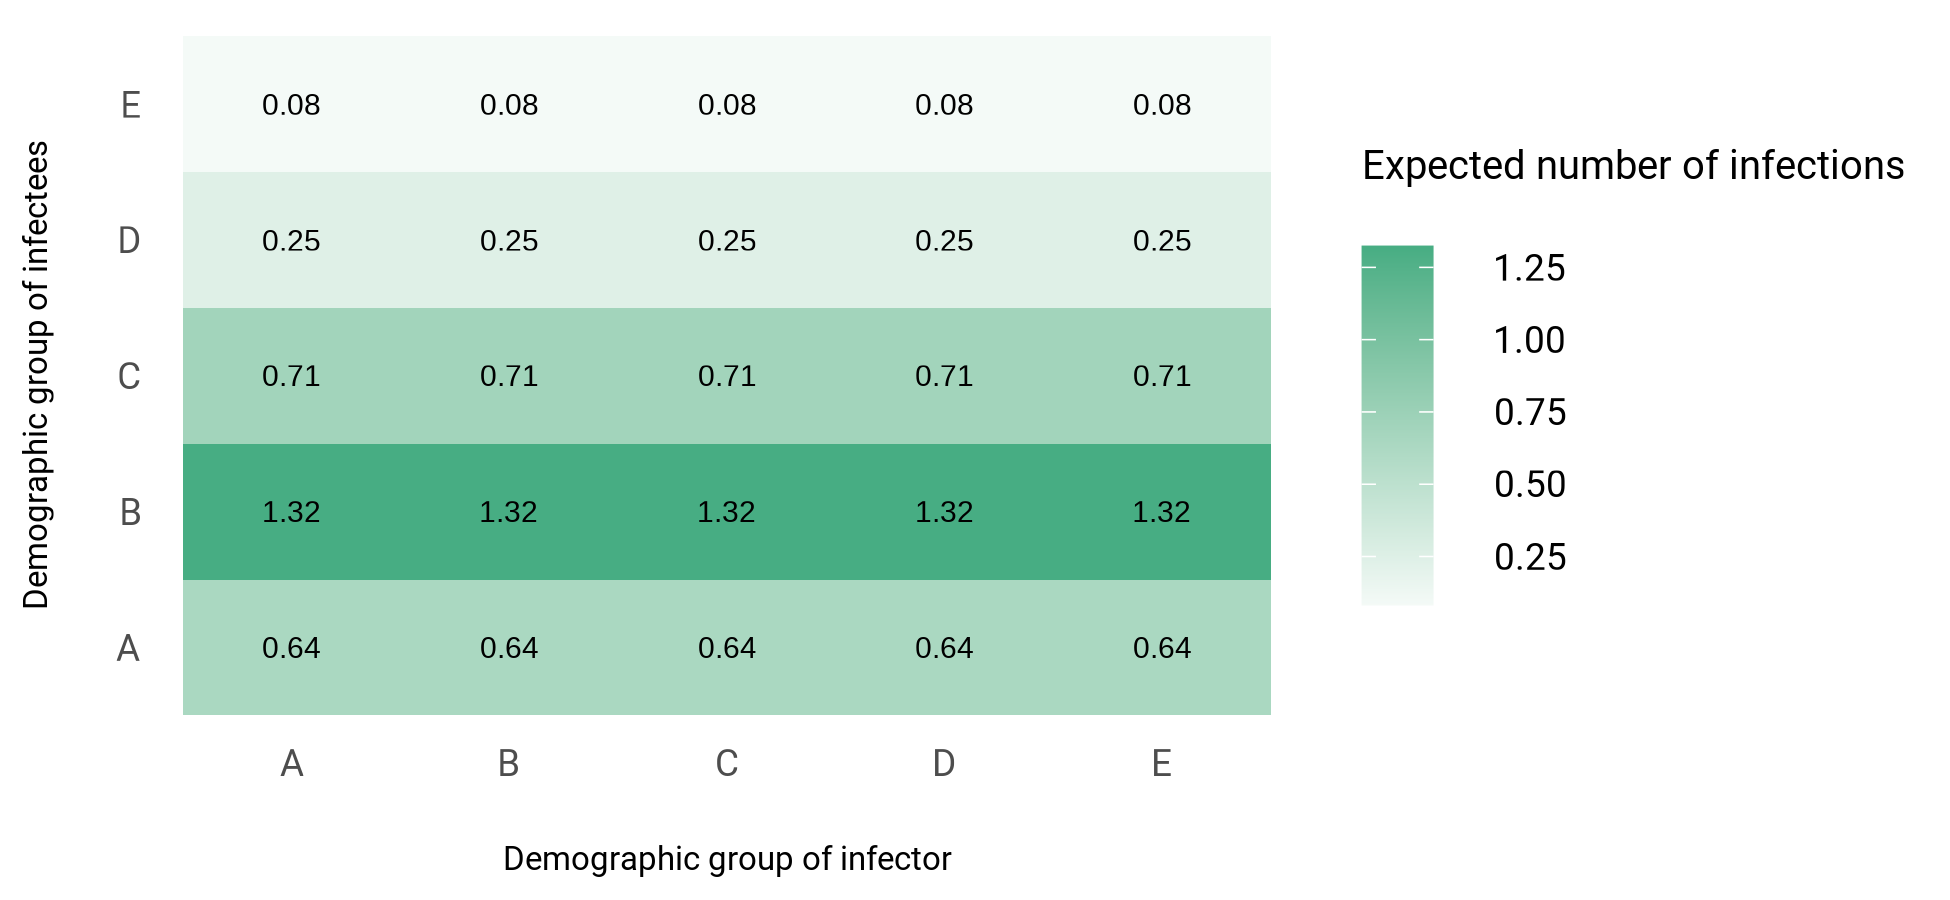 Demographic group of infectees
E 0.08 0.08 0.08 0.08 0.08
D 0.25 0.25 0.25 0.25 0.25
C 0.71 0.71 0.71 0.71 0.71
B 1.32 1.32 1.32 1.32 1.32
A 0.64 0.64 0.64 0.64 0.64
A B C D E
Demographic group of infector
Expected number of infections
1.25
1.00
0.75
0.50
0.25